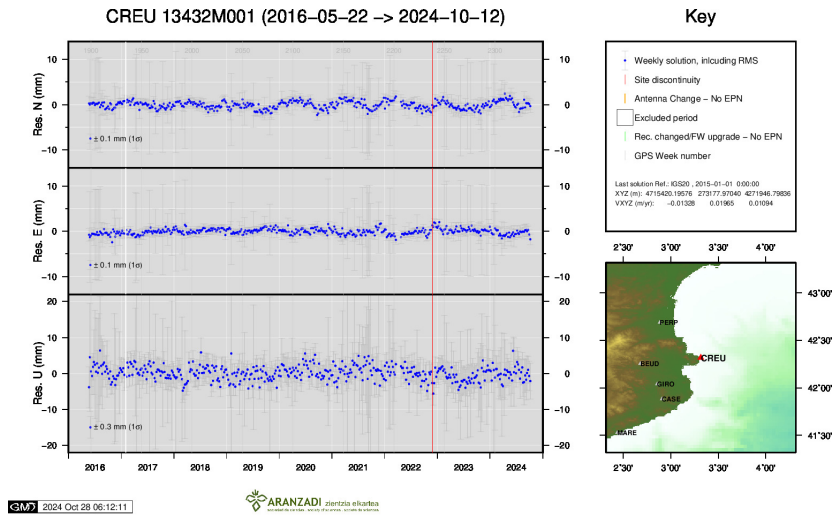 CREU 13432M001 (2016−05−22 −> 2024−10−12)
Key
1900 2100 2200 2250 2300
Res. N (mm)
10
0
−10
± 0.1 mm (1σ)
10
0
−10
Res. E (mm)
10
0
−10
± 0.1 mm (1σ)
10
0
−10
Res. U (mm)
20
10
0
−10
−20
± 0.3 mm (1σ)
20
10
0
−10
−20
2016 2017 2018 2019 2020 2021 2022 2023 2024
Weekly solution, inlcuding RMS
Site discontinuity
Antenna Change − No EPN
Excluded period
Rec. changed/FW upgrade − No EPN
GPS Week number
Last solution Ref.: IGS20 , 2015−01−01 0:00:00
XYZ (m): 4715420.19576 273177.97040 4271946.79836
VXYZ (m/yr): −0.01328 0.01965 0.01094
2°30' 3°00' 3°30' 4°00'
43°00'
42°30'
42°00'
41°30'
PERP
CREU
BEUD
GIRO
CASE
MARE
2°30' 3°00' 3°30' 4°00'
GMD 2024 Oct 28 06:12:11
ARANZADI zientzia elkartea